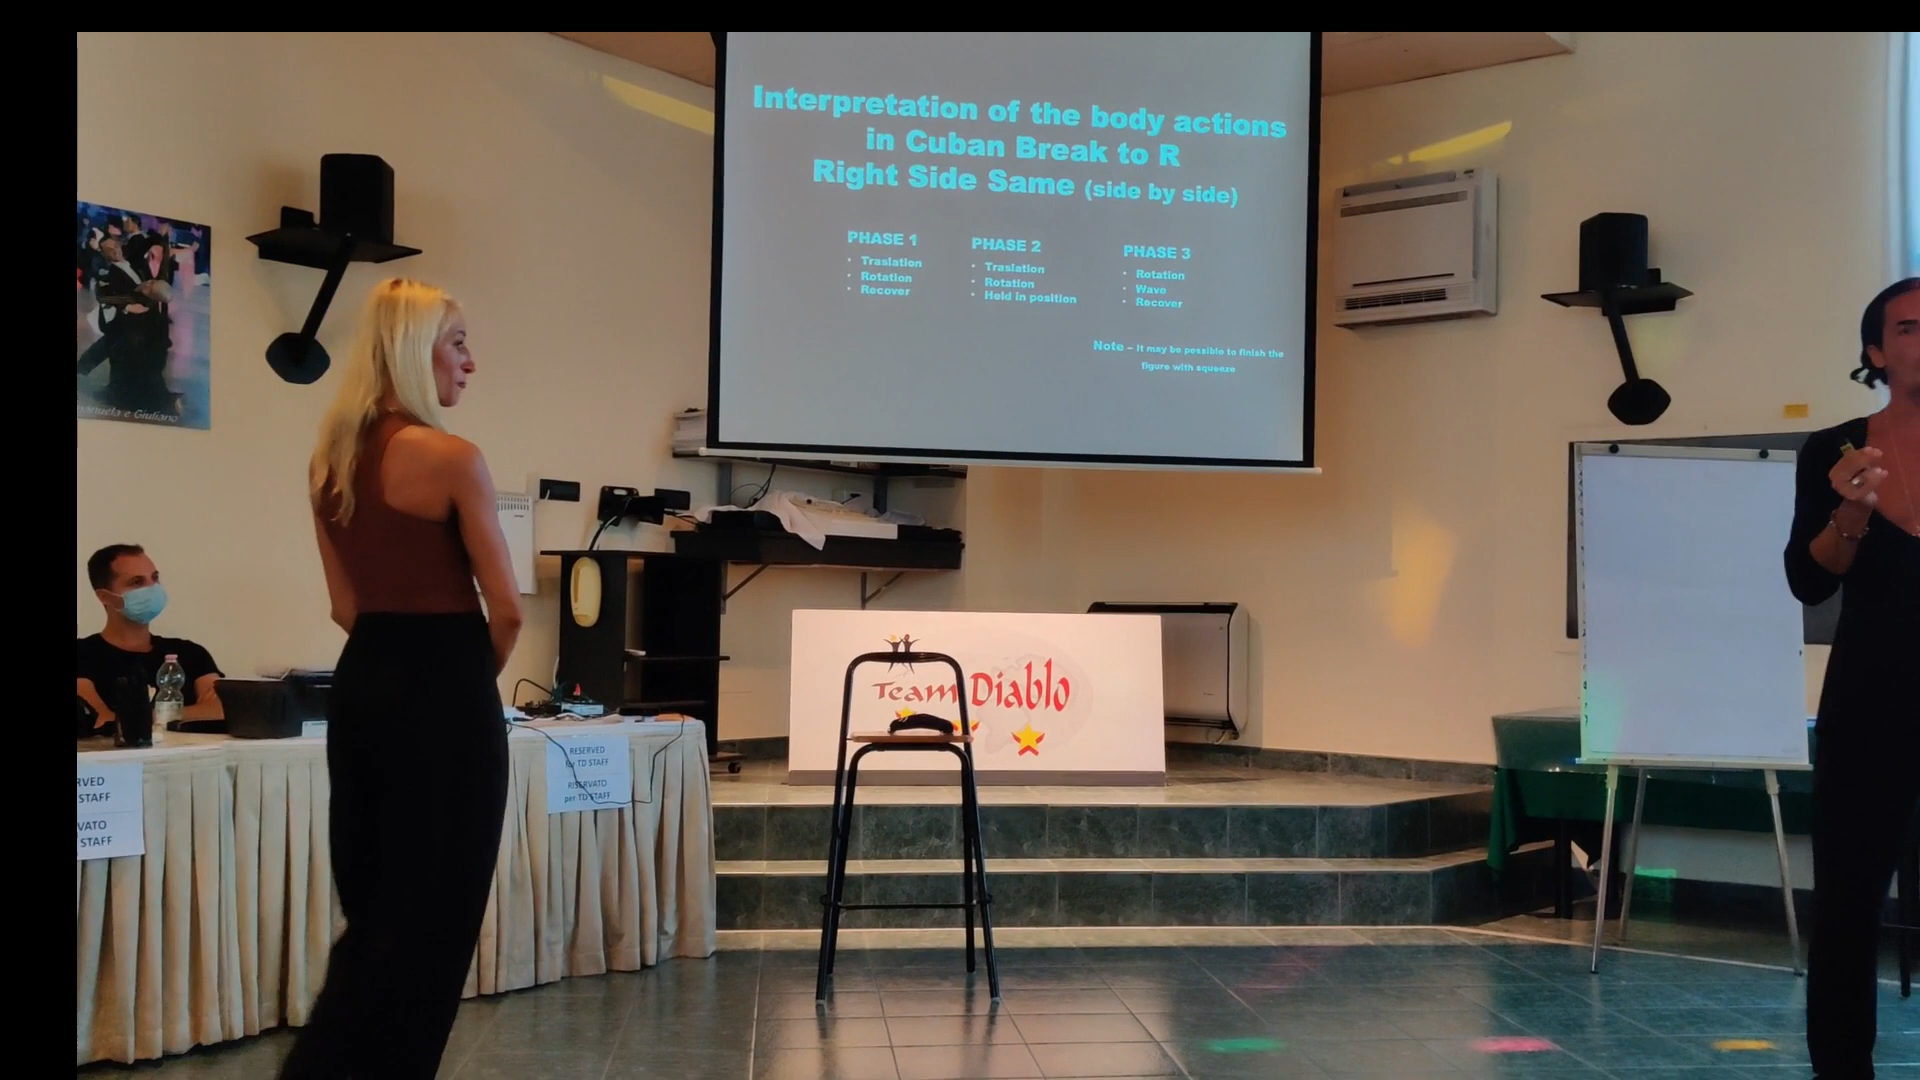 Interpretation of the body actions
in Cuban Break to R
Right Side Same (side by side)
PHASE 1
• Traslation
• Rotation
• Recover
PHASE 2
• Traslation
• Rotation
• Held in position
PHASE 3
• Rotation
• Wave
• Recover
Note – It may be possible to finish the
figure with squeeze
e Giuliano
Team Diablo
RESERVED
for TD STAFF
RISERVATO
per TD STAFF
RVED
STAFF
VATO
STAFF